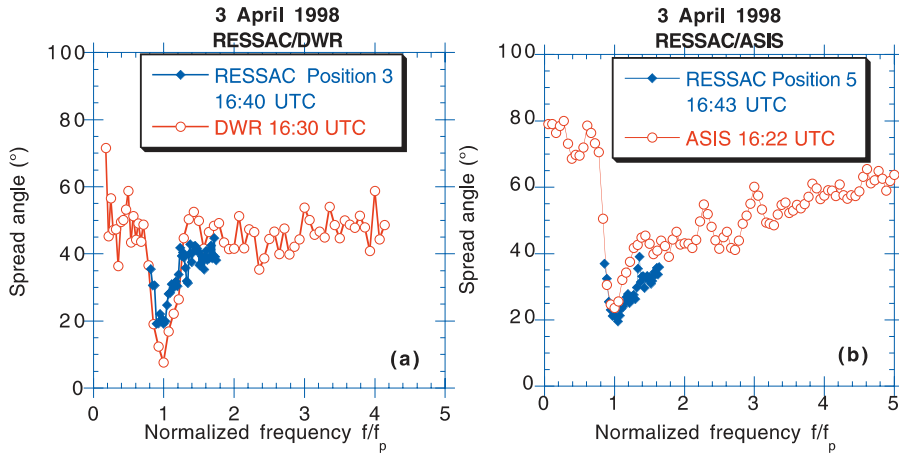 3 April 1998
RESSAC/DWR
100
80
60
40
20
0
0 1 2 3 4 5
Spread angle (°)
Normalized frequency f/fp
RESSAC Position 3
16:40 UTC
DWR 16:30 UTC
(a)
3 April 1998
RESSAC/ASIS
100
80
60
40
20
0
0 1 2 3 4 5
Spread angle (°)
Normalized frequency f/fp
RESSAC Position 5
16:43 UTC
ASIS 16:22 UTC
(b)